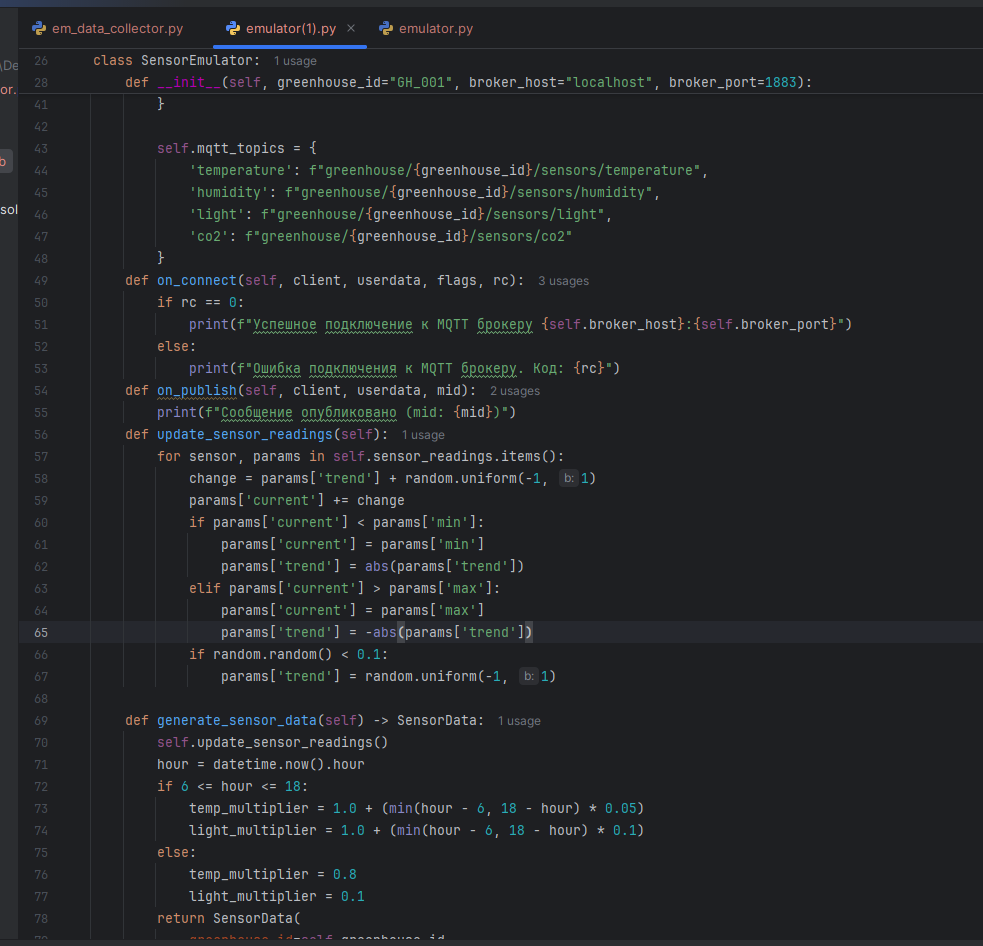 em_data_collector.py emulator(1).py × emulator.py
\De
or.
b
sol
26 class SensorEmulator: 1 usage
28 def __init__(self, greenhouse_id="GH_001", broker_host="localhost", broker_port=1883):
41 }
42
43 self.mqtt_topics = {
44 'temperature': f"greenhouse/{greenhouse_id}/sensors/temperature",
45 'humidity': f"greenhouse/{greenhouse_id}/sensors/humidity",
46 'light': f"greenhouse/{greenhouse_id}/sensors/light",
47 'co2': f"greenhouse/{greenhouse_id}/sensors/co2"
48 }
49 def on_connect(self, client, userdata, flags, rc): 3 usages
50 if rc == 0:
51 print(f"Успешное подключение к MQTT брокеру {self.broker_host}:{self.broker_port}")
52 else:
53 print(f"Ошибка подключения к MQTT брокеру. Код: {rc}")
54 def on_publish(self, client, userdata, mid): 2 usages
55 print(f"Сообщение опубликовано (mid: {mid})")
56 def update_sensor_readings(self): 1 usage
57 for sensor, params in self.sensor_readings.items():
58 change = params['trend'] + random.uniform(-1, b: 1)
59 params['current'] += change
60 if params['current'] < params['min']:
61 params['current'] = params['min']
62 params['trend'] = abs(params['trend'])
63 elif params['current'] > params['max']:
64 params['current'] = params['max']
65 params['trend'] = -abs(params['trend'])
66 if random.random() < 0.1:
67 params['trend'] = random.uniform(-1, b: 1)
68
69 def generate_sensor_data(self) -> SensorData: 1 usage
70 self.update_sensor_readings()
71 hour = datetime.now().hour
72 if 6 <= hour <= 18:
73 temp_multiplier = 1.0 + (min(hour - 6, 18 - hour) * 0.05)
74 light_multiplier = 1.0 + (min(hour - 6, 18 - hour) * 0.1)
75 else:
76 temp_multiplier = 0.8
77 light_multiplier = 0.1
78 return SensorData(
79 greenhouse_id=self.greenhouse_id